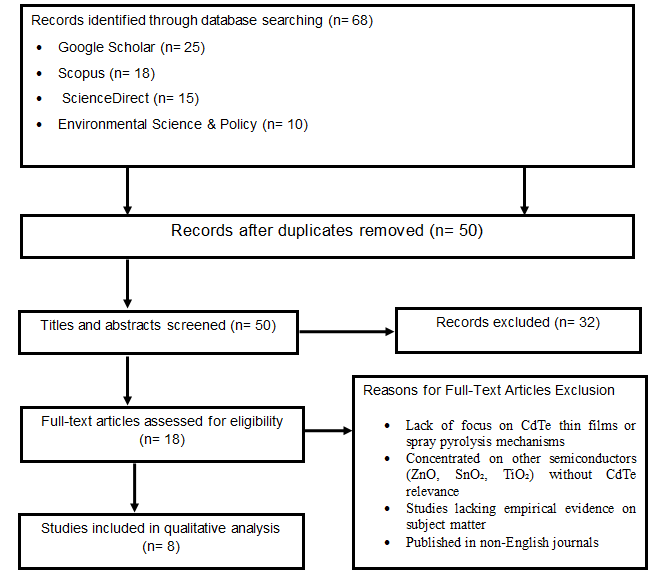 Records identified through database searching (n= 68)
• Google Scholar (n= 25)
• Scopus (n= 18)
• ScienceDirect (n= 15)
• Environmental Science & Policy (n= 10)
Records after duplicates removed (n= 50)
Titles and abstracts screened (n= 50)
Records excluded (n= 32)
Full-text articles assessed for eligibility
(n= 18)
Reasons for Full-Text Articles Exclusion
• Lack of focus on CdTe thin films or
spray pyrolysis mechanisms
• Concentrated on other semiconductors
(ZnO, SnO₂, TiO₂) without CdTe
relevance
• Studies lacking empirical evidence on
subject matter
• Published in non-English journals
Studies included in qualitative analysis
(n= 8)